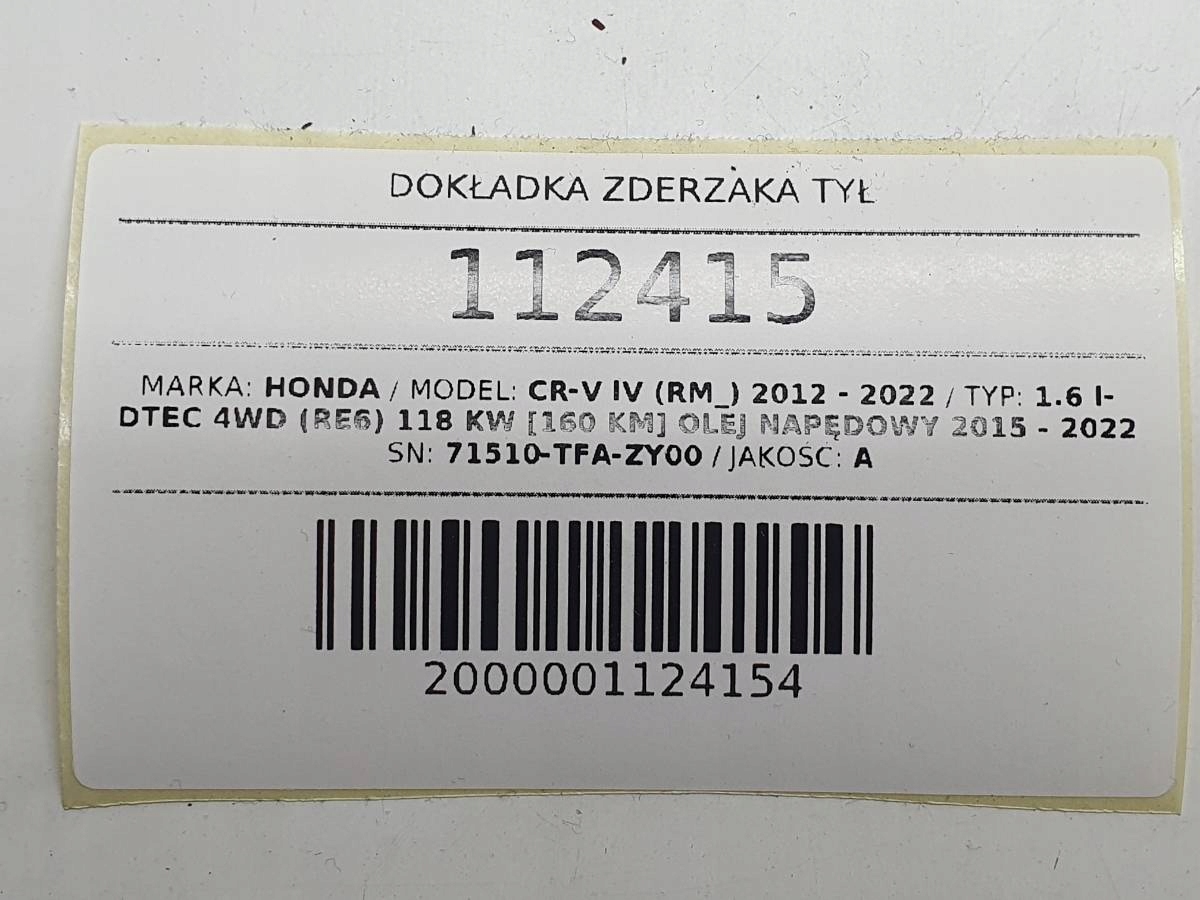 DOKŁADKA ZDERZAKA TYŁ
112415
MARKA: HONDA / MODEL: CR-V IV (RM_) 2012 - 2022 / TYP: 1.6 I-
DTEC 4WD (RE6) 118 KW [160 KM] OLEJ NAPĘDOWY 2015 - 2022
SN: 71510-TFA-ZY00 / JAKOŚĆ: A
2000001124154